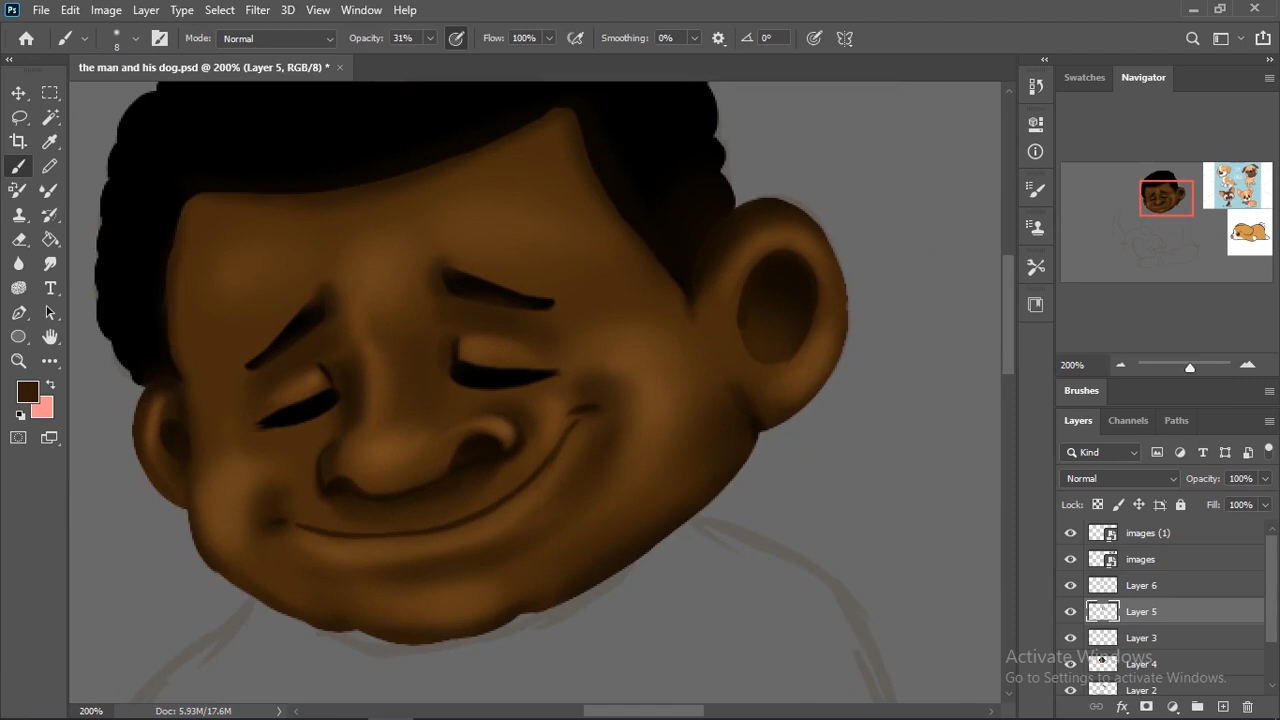 Ps File Edit Image Layer Type Select Filter 3D View Window Help
8 Mode: Normal Opacity: 31% Flow: 100% Smoothing: 0% 0°
the man and his dog.psd @ 200% (Layer 5, RGB/8) * ×
Swatches Navigator
200%
Brushes
Layers Channels Paths
Kind
Normal Opacity: 100%
Lock: Fill: 100%
images (1)
images
Layer 6
Layer 5
Layer 3
Layer 4
Layer 2
Activate Windows
Go to Settings to activate Windows.
200% Doc: 5.93M/17.6M